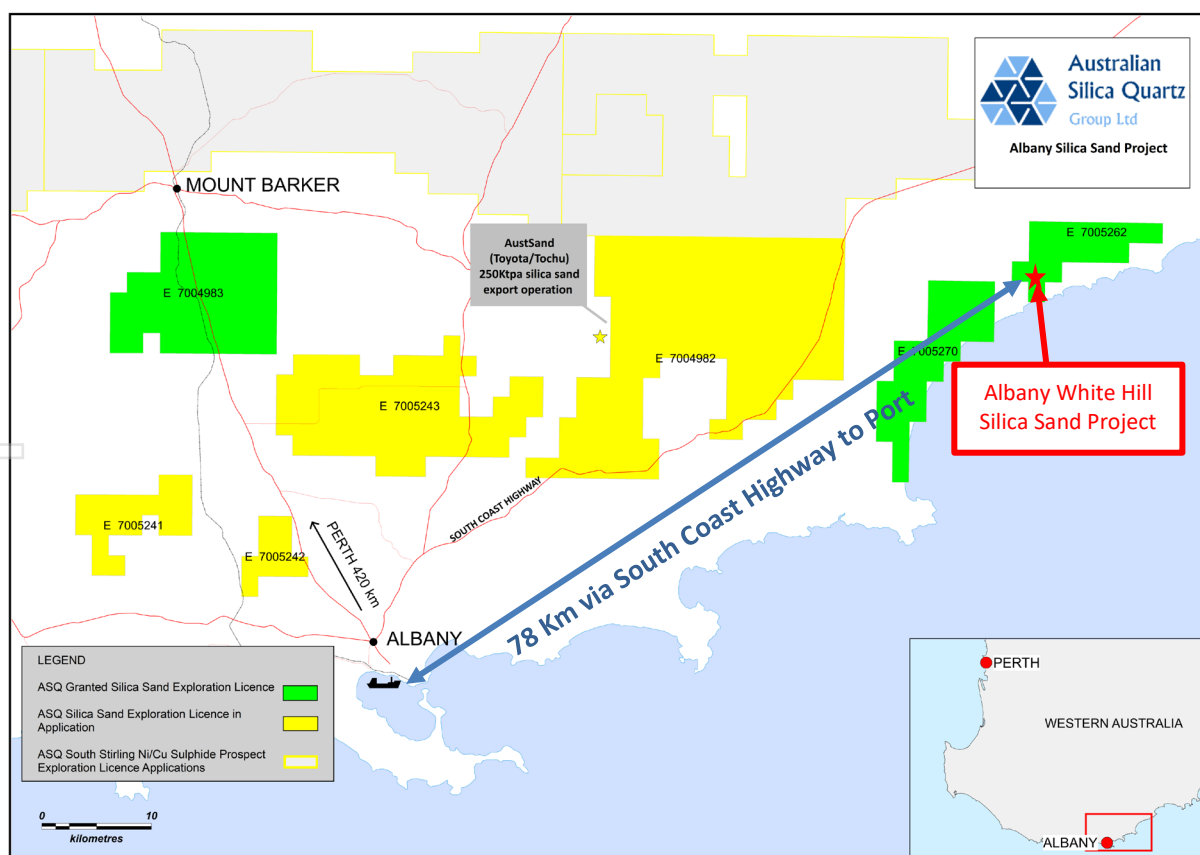 Australian
Silica Quartz
Group Ltd
Albany Silica Sand Project
MOUNT BARKER
E 7005262
AustSand
(Toyota/Tochu)
250Ktpa silica sand
export operation
E 7004983
E 7005270
E 7004982
Albany White Hill
Silica Sand Project
E 7005243
78 Km via South Coast Highway to Port
SOUTH COAST HIGHWAY
E 7005241
E 7005242
PERTH 420 km
ALBANY
LEGEND
ASQ Granted Silica Sand Exploration Licence
ASQ Silica Sand Exploration Licence in
Application
ASQ South Stirling Ni/Cu Sulphide Prospect
Exploration Licence Applications
0 10
kilometres
PERTH
WESTERN AUSTRALIA
ALBANY